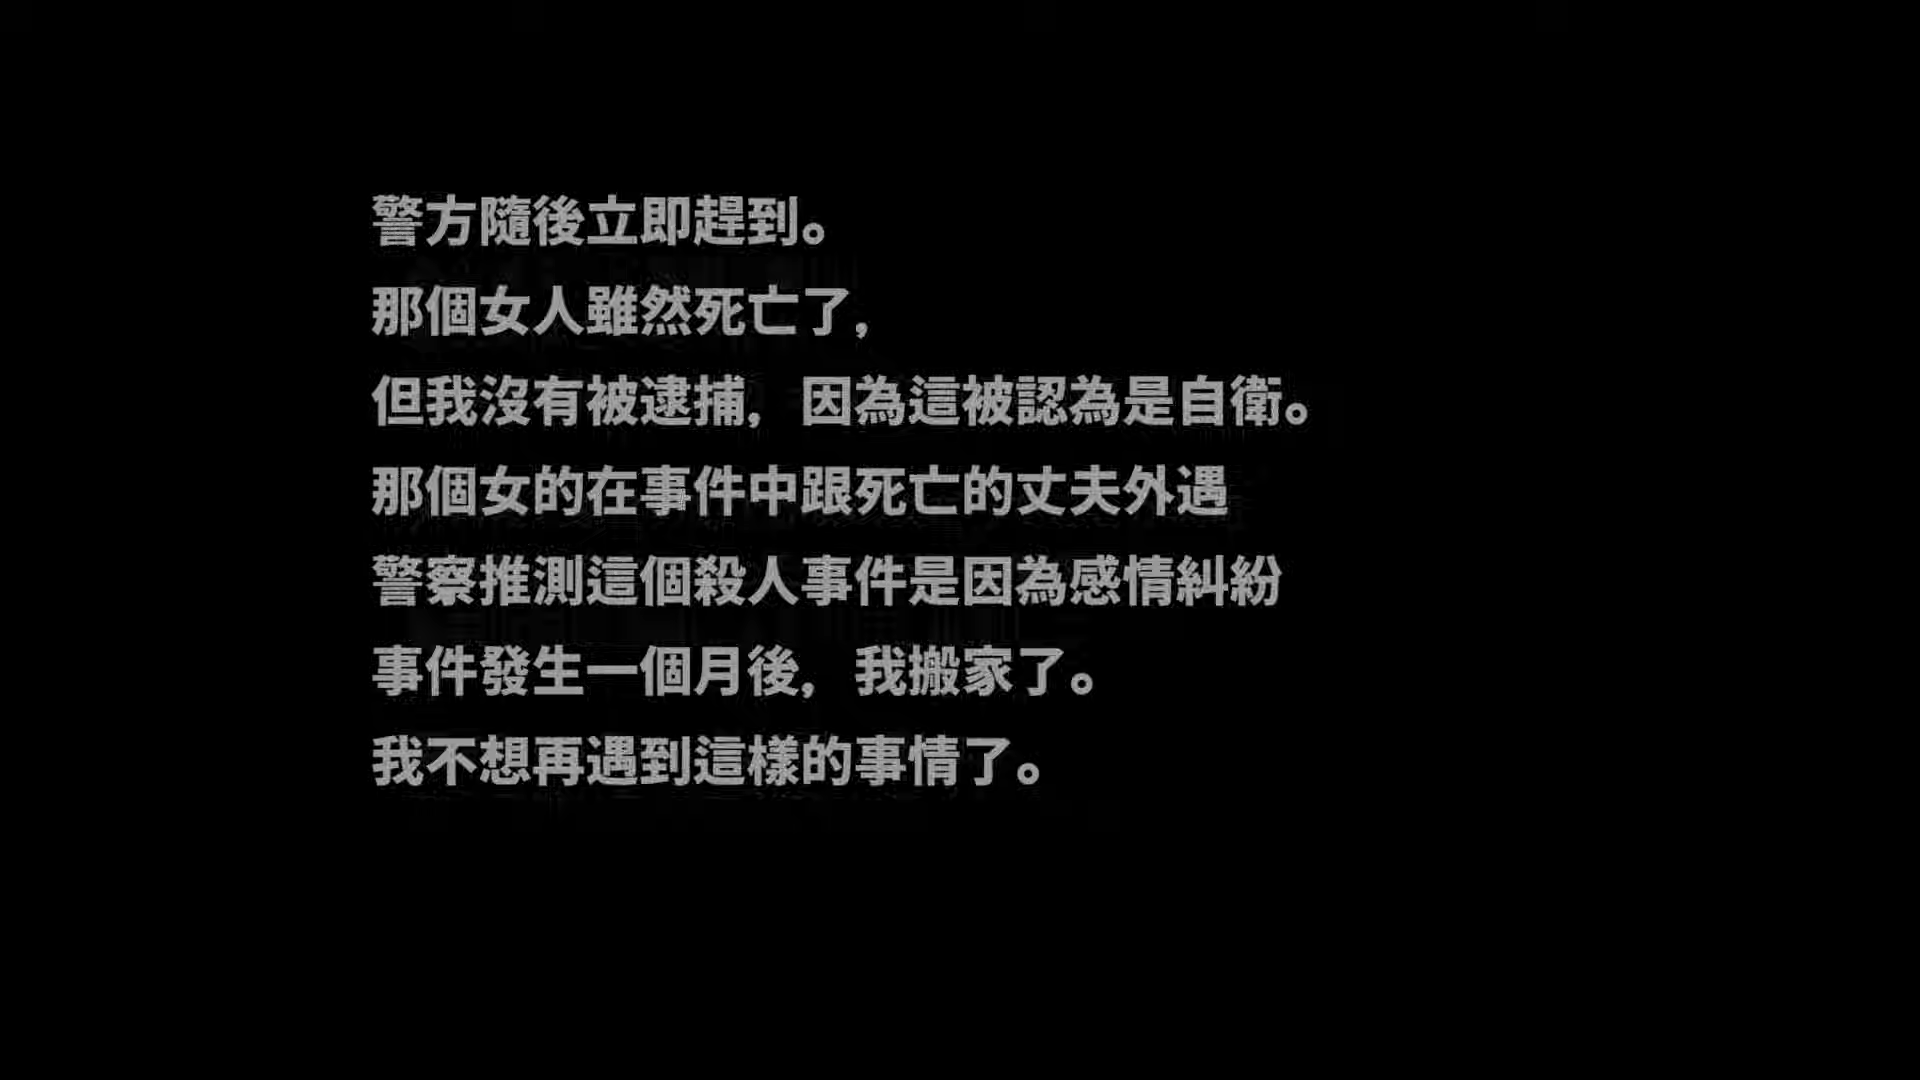 警方隨後立即趕到。
那個女人雖然死亡了，
但我沒有被逮捕，因為這被認為是自衛。
那個女的在事件中跟死亡的丈夫外遇
警察推測這個殺人事件是因為感情糾紛
事件發生一個月後，我搬家了。
我不想再遇到這樣的事情了。